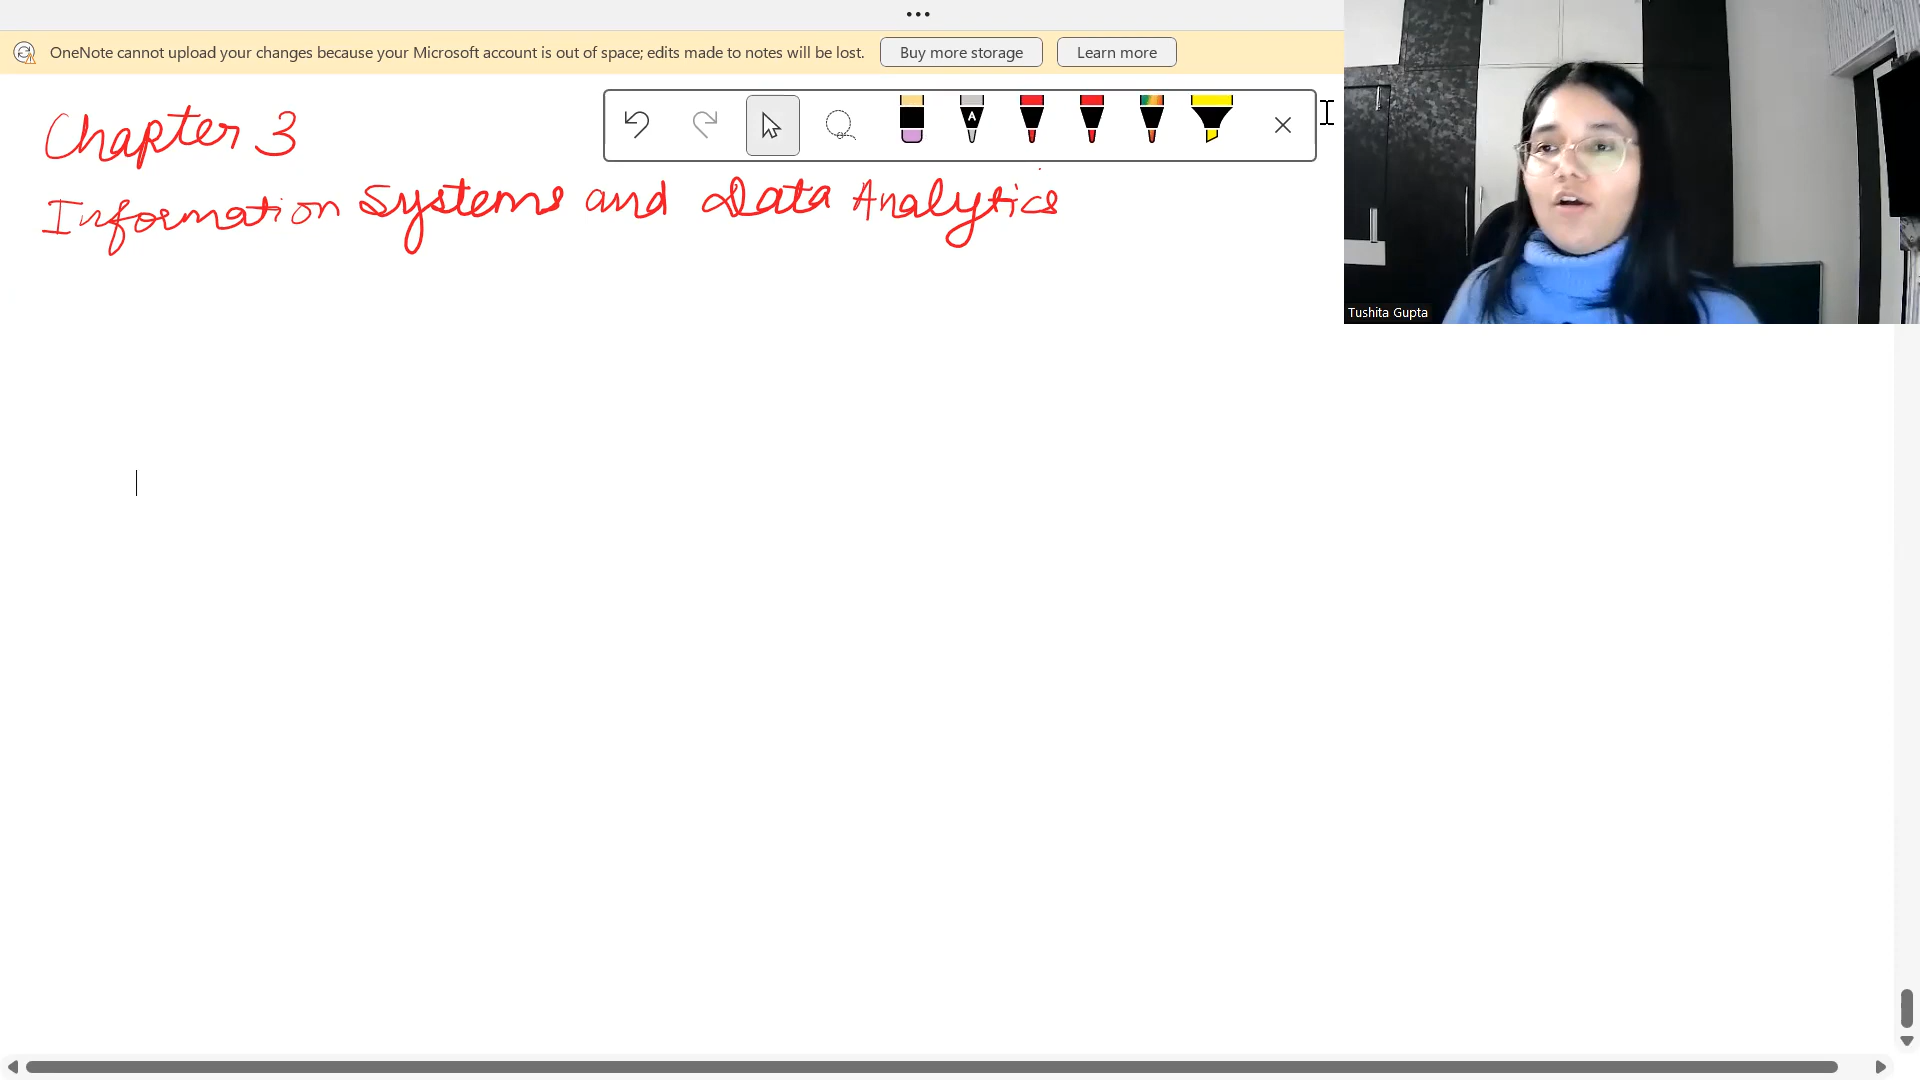 OneNote cannot upload your changes because your Microsoft account is out of space; edits made to notes will be lost. Buy more storage Learn more
A
Chapter 3
Information Systems and Data Analytics
Tushita Gupta